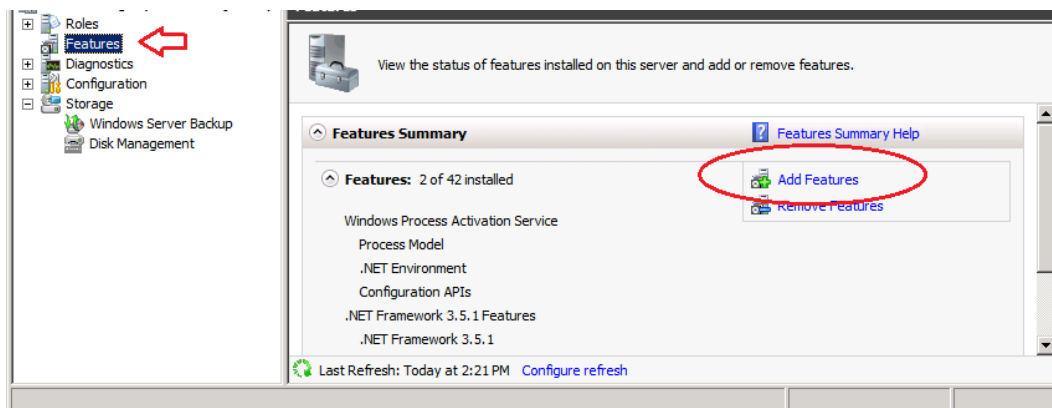 Roles
Features
Diagnostics
Configuration
Storage
Windows Server Backup
Disk Management
View the status of features installed on this server and add or remove features.
Features Summary
Features Summary Help
Features: 2 of 42 installed
Add Features
Remove Features
Windows Process Activation Service
Process Model
.NET Environment
Configuration APIs
.NET Framework 3.5.1 Features
.NET Framework 3.5.1
Last Refresh: Today at 2:21 PM Configure refresh